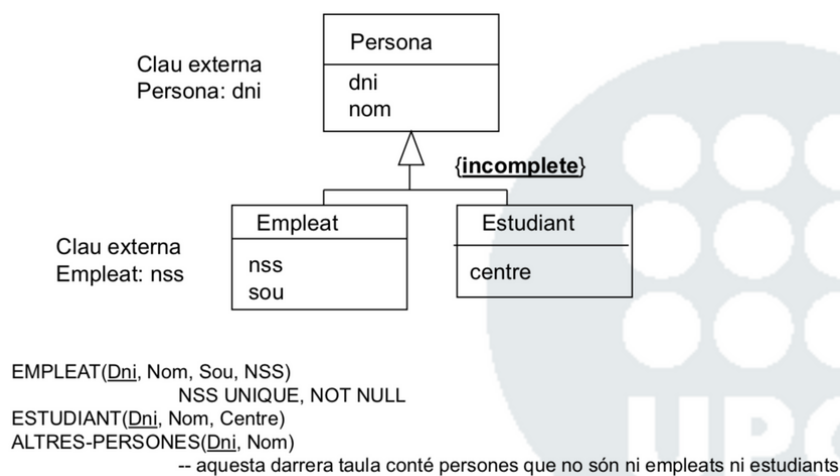 Persona
Clau externa
Persona: dni
dni
nom
{incomplete}
Empleat
Estudiant
Clau externa
Empleat: nss
nss
sou
centre
EMPLEAT(Dni, Nom, Sou, NSS)
NSS UNIQUE, NOT NULL
ESTUDIANT(Dni, Nom, Centre)
ALTRES-PERSONES(Dni, Nom)
-- aquesta darrera taula conté persones que no són ni empleats ni estudiants